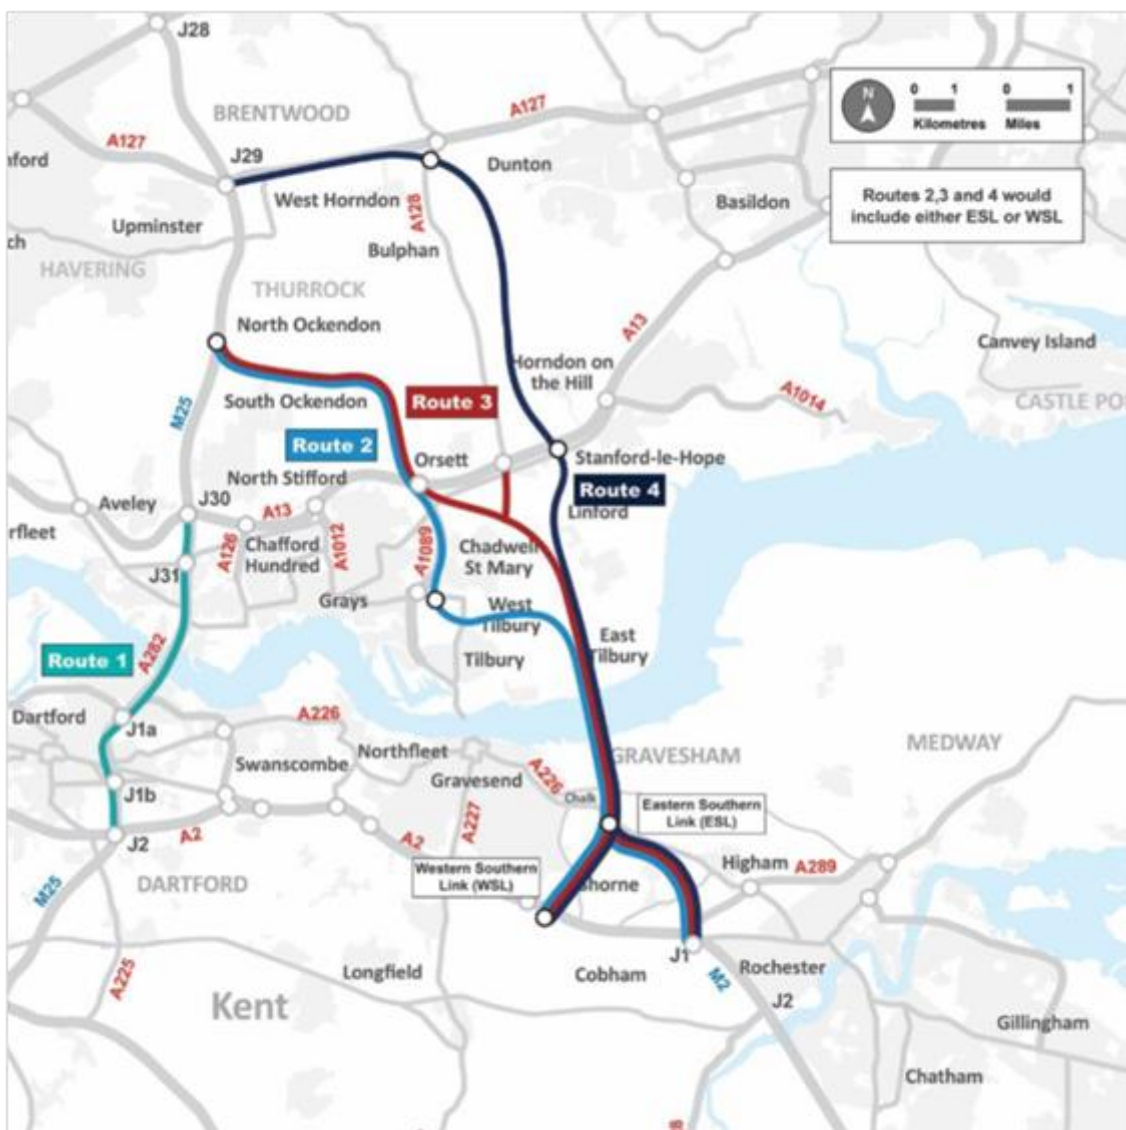 J28
BRENTWOOD
A127
A127
nford
J29
Dunton
West Horndon
A128
Basildon
Upminster
ch
Bulphan
HAVERING
THURROCK
North Ockendon
A13
Canvey Island
Horndon on
the Hill
M25
South Ockendon
Route 3
A1014
CASTLE PO
Route 2
Orsett
Stanford-le-Hope
North Stifford
Route 4
Aveley
J30
Linford
A13
rfleet
A126
Chafford
Hundred
A1012
A1089
Chadwell
St Mary
J31
Grays
West
Tilbury
East
Tilbury
Tilbury
Route 1
A282
Dartford
J1a
A226
Northfleet
GRAVESHAM
MEDWAY
Swanscombe
Gravesend
A226
J1b
Chalk
Eastern Southern
Link (ESL)
A227
J2
A2
A2
Higham
A289
Western Southern
Link (WSL)
Shorne
M25
DARTFORD
J1
M2
Rochester
Longfield
Cobham
A225
J2
Kent
Gillingham
Chatham
8
N
0 1
Kilometres
0 1
Miles
Routes 2,3 and 4 would
include either ESL or WSL